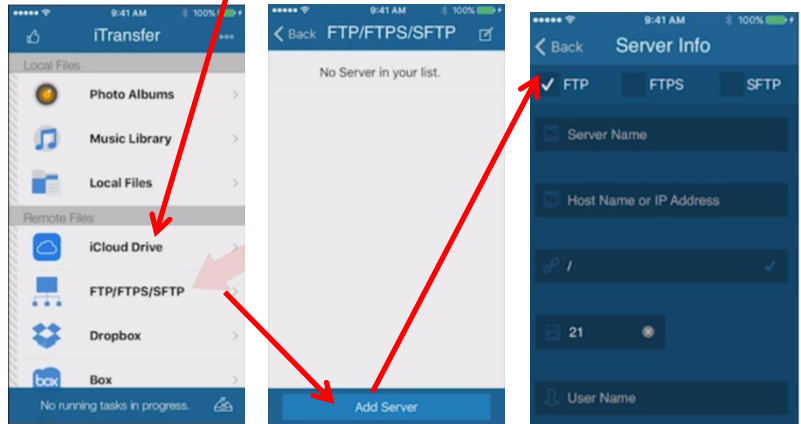 9:41 AM 100%
iTransfer
Local Files
Photo Albums
Music Library
Local Files
Remote Files
iCloud Drive
FTP/FTPS/SFTP
Dropbox
box Box
No running tasks in progress.
9:41 AM 100%
Back FTP/FTPS/SFTP
No Server in your list.
Add Server
9:41 AM 100%
Back Server Info
FTP FTPS SFTP
Server Name
Host Name or IP Address
/
21
User Name